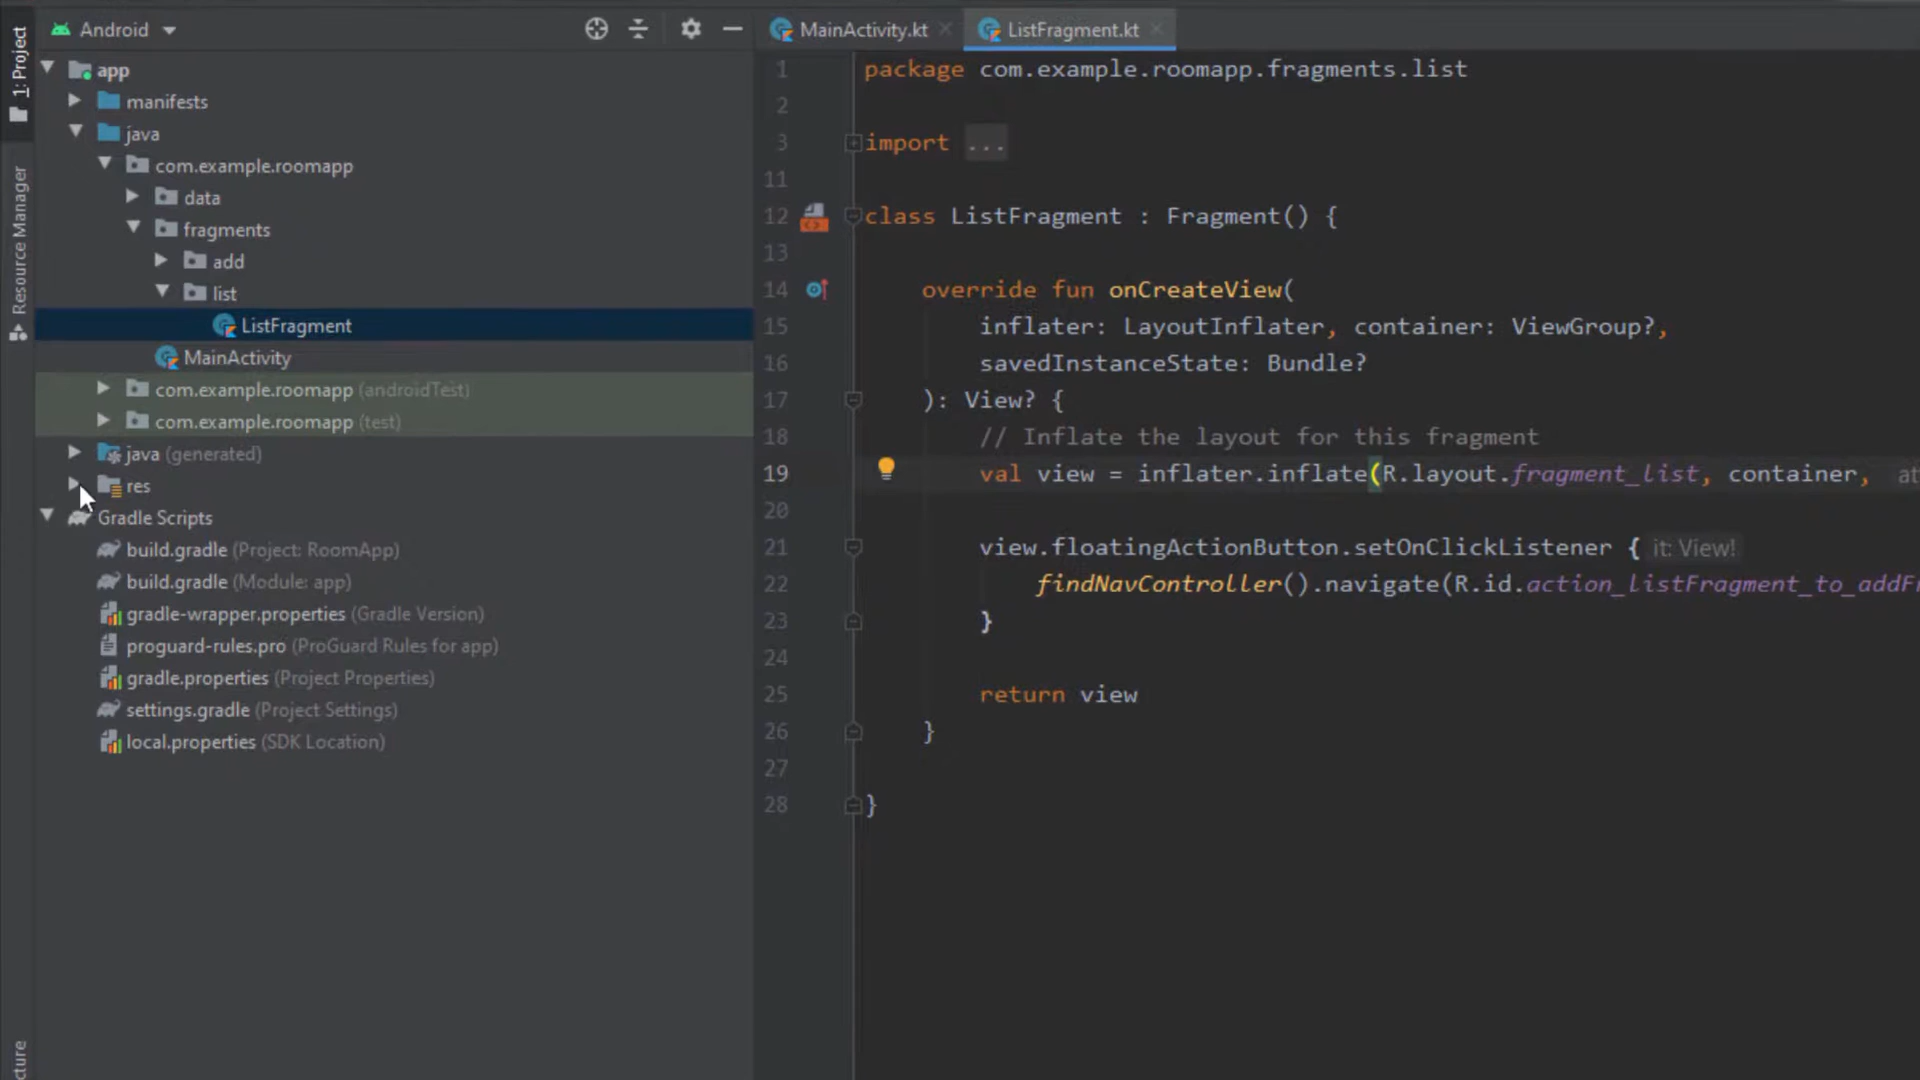 1: Project
Resource Manager
cture
Android
app
manifests
java
com.example.roomapp
data
fragments
add
list
ListFragment
MainActivity
com.example.roomapp (androidTest)
com.example.roomapp (test)
java (generated)
res
Gradle Scripts
build.gradle (Project: RoomApp)
build.gradle (Module: app)
gradle-wrapper.properties (Gradle Version)
proguard-rules.pro (ProGuard Rules for app)
gradle.properties (Project Properties)
settings.gradle (Project Settings)
local.properties (SDK Location)
MainActivity.kt
ListFragment.kt
1 package com.example.roomapp.fragments.list
2
3 import ...
11
12 class ListFragment : Fragment() {
13
14 override fun onCreateView(
15 inflater: LayoutInflater, container: ViewGroup?,
16 savedInstanceState: Bundle?
17 ): View? {
18 // Inflate the layout for this fragment
19 val view = inflater.inflate(R.layout.fragment_list, container, at
20
21 view.floatingActionButton.setOnClickListener { it: View!
22 findNavController().navigate(R.id.action_listFragment_to_addF
23 }
24
25 return view
26 }
27
28 }